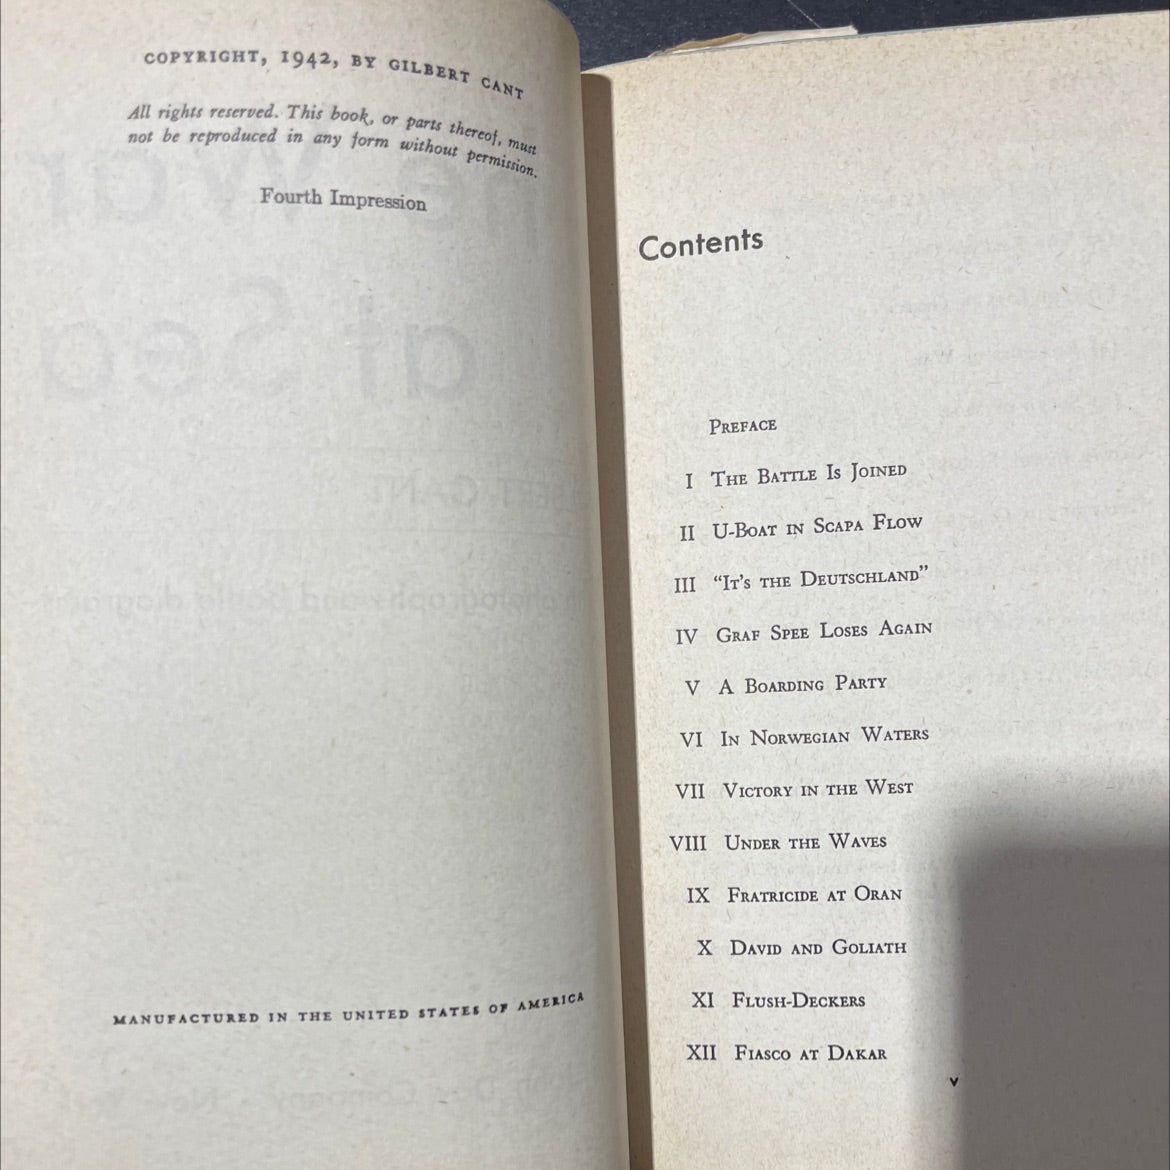 COPYRIGHT, 1942, BY GILBERT CANT
All rights reserved. This book, or parts thereof, must
not be reproduced in any form without permission.
Fourth Impression
MANUFACTURED IN THE UNITED STATES OF AMERICA
Contents
PREFACE
I THE BATTLE IS JOINED
II U-BOAT IN SCAPA FLOW
III “IT’S THE DEUTSCHLAND”
IV GRAF SPEE LOSES AGAIN
V A BOARDING PARTY
VI IN NORWEGIAN WATERS
VII VICTORY IN THE WEST
VIII UNDER THE WAVES
IX FRATRICIDE AT ORAN
X DAVID AND GOLIATH
XI FLUSH-DECKERS
XII FIASCO AT DAKAR
v